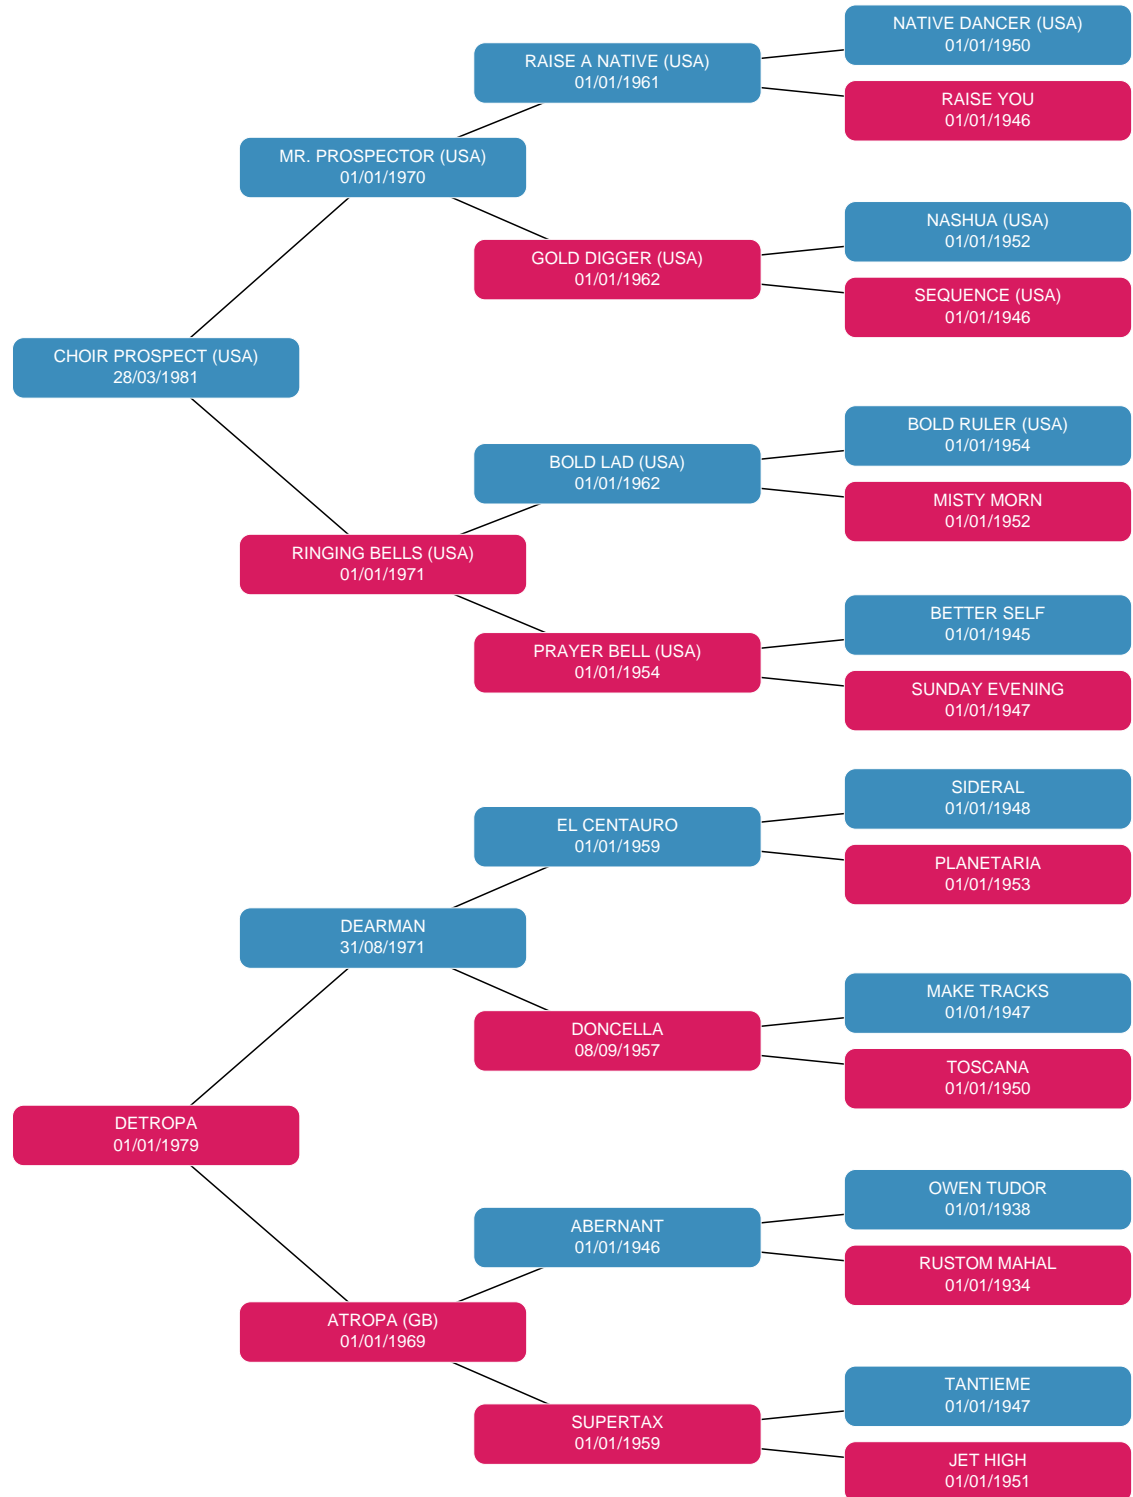 NATIVE DANCER (USA)
01/01/1950
RAISE A NATIVE (USA)
01/01/1961
RAISE YOU
01/01/1946
MR. PROSPECTOR (USA)
01/01/1970
NASHUA (USA)
01/01/1952
GOLD DIGGER (USA)
01/01/1962
SEQUENCE (USA)
01/01/1946
CHOIR PROSPECT (USA)
28/03/1981
BOLD RULER (USA)
01/01/1954
BOLD LAD (USA)
01/01/1962
MISTY MORN
01/01/1952
RINGING BELLS (USA)
01/01/1971
BETTER SELF
01/01/1945
PRAYER BELL (USA)
01/01/1954
SUNDAY EVENING
01/01/1947
SIDERAL
01/01/1948
EL CENTAURO
01/01/1959
PLANETARIA
01/01/1953
DEARMAN
31/08/1971
MAKE TRACKS
01/01/1947
DONCELLA
08/09/1957
TOSCANA
01/01/1950
DETROPA
01/01/1979
OWEN TUDOR
01/01/1938
ABERNANT
01/01/1946
RUSTOM MAHAL
01/01/1934
ATROPA (GB)
01/01/1969
TANTIEME
01/01/1947
SUPERTAX
01/01/1959
JET HIGH
01/01/1951